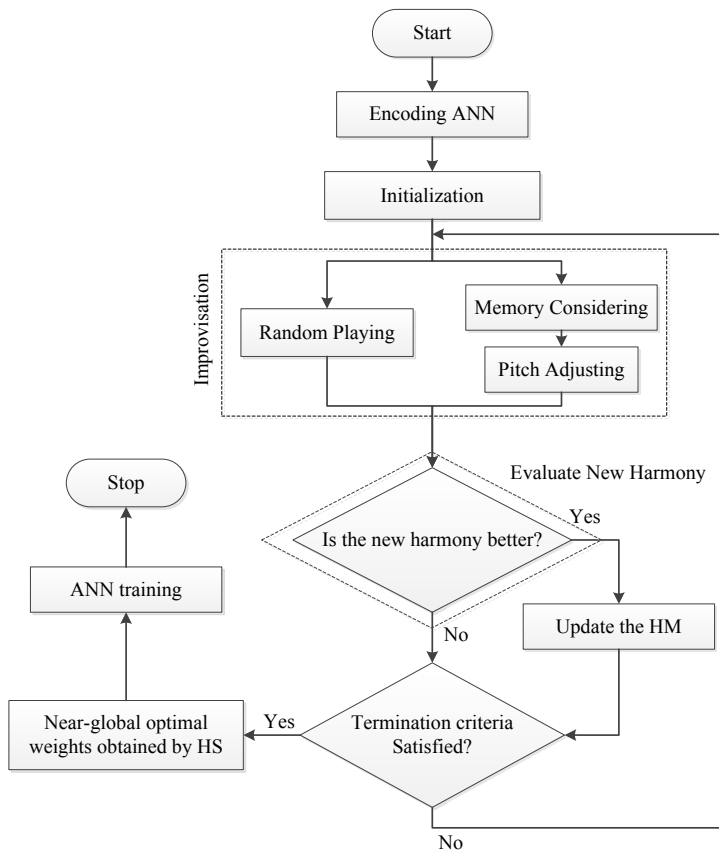 Start
Encoding ANN
Initialization
Improvisation
Random Playing
Memory Considering
Pitch Adjusting
Evaluate New Harmony
Is the new harmony better?
Yes
No
Update the HM
Termination criteria
Satisfied?
Yes
No
Near-global optimal
weights obtained by HS
ANN training
Stop